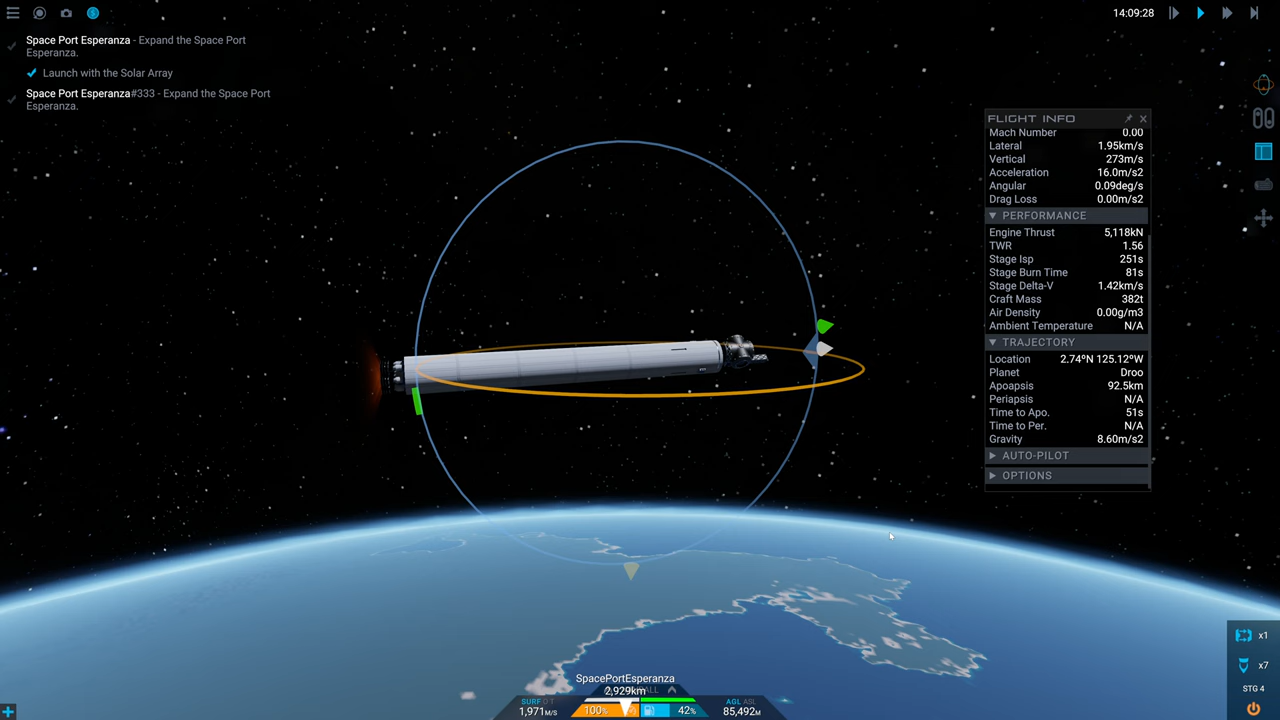 14:09:28
Space Port Esperanza - Expand the Space Port
Esperanza.
Launch with the Solar Array
Space Port Esperanza#333 - Expand the Space Port
Esperanza.
FLIGHT INFO
Mach Number 0.00
Lateral 1.95km/s
Vertical 273m/s
Acceleration 16.0m/s2
Angular 0.09deg/s
Drag Loss 0.00m/s2
PERFORMANCE
Engine Thrust 5,118kN
TWR 1.56
Stage Isp 251s
Stage Burn Time 81s
Stage Delta-V 1.42km/s
Craft Mass 382t
Air Density 0.00g/m3
Ambient Temperature N/A
TRAJECTORY
Location 2.74ºN 125.12ºW
Planet Droo
Apoapsis 92.5km
Periapsis N/A
Time to Apo. 51s
Time to Per. N/A
Gravity 8.60m/s2
AUTO-PILOT
OPTIONS
x1
x7
STG 4
SpacePortEsperanza
2,929km
SURF
1,971M/S
100%
42%
AGL ASL
85,492M